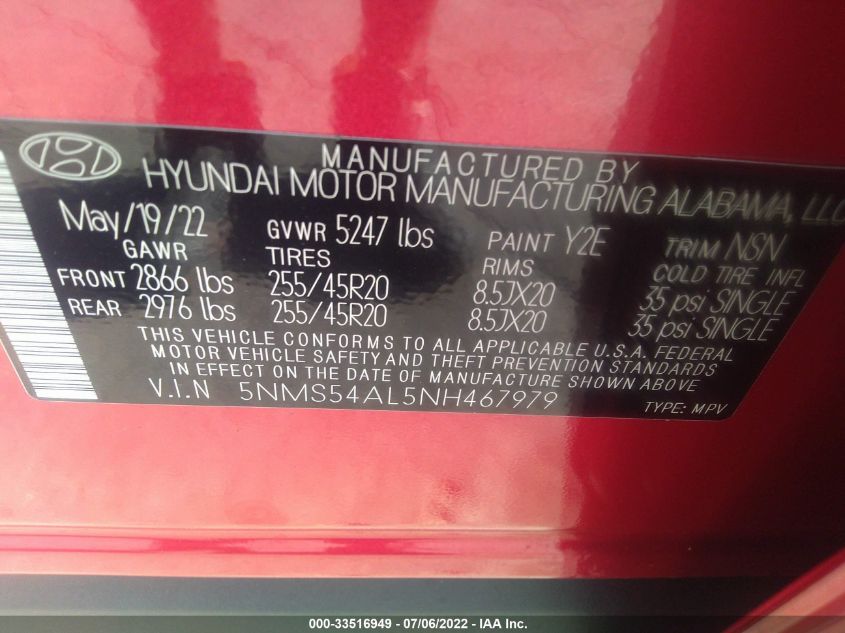 MANUFACTURED BY
HYUNDAI MOTOR MANUFACTURING ALABAMA, LLC
May/19/22 GVWR 5247 lbs PAINT Y2E TRIM NSN
GAWR TIRES RIMS COLD TIRE INFL
FRONT 2866 lbs 255/45R20 8.5JX20 35 psi SINGLE
REAR 2976 lbs 255/45R20 8.5JX20 35 psi SINGLE
THIS VEHICLE CONFORMS TO ALL APPLICABLE U.S.A. FEDERAL
MOTOR VEHICLE SAFETY AND THEFT PREVENTION STANDARDS
IN EFFECT ON THE DATE OF MANUFACTURE SHOWN ABOVE
V.I.N 5NMS54AL5NH467979 TYPE: MPV
000-33516949 - 07/06/2022 - IAA Inc.